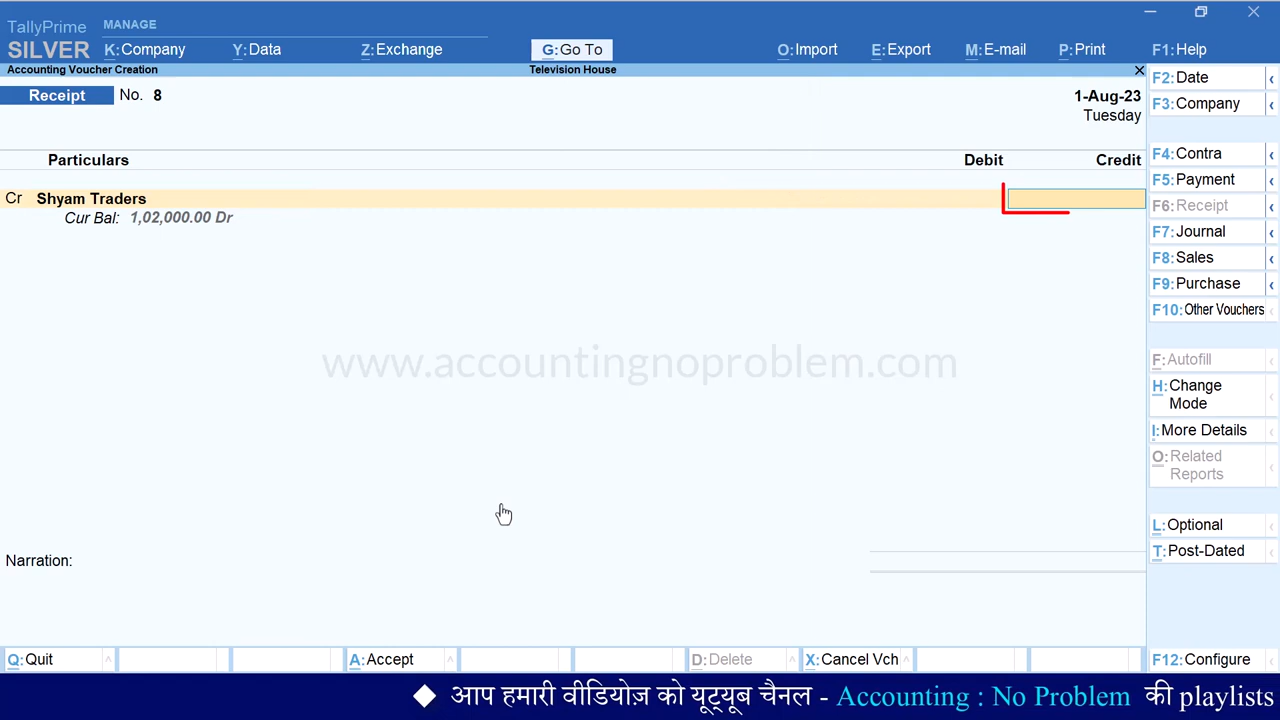 TallyPrime MANAGE
SILVER K:Company Y:Data Z:Exchange G:Go To O:Import E:Export M:E-mail P:Print F1:Help
Accounting Voucher Creation Television House
Receipt No. 8 1-Aug-23
Tuesday
Particulars Debit Credit
Cr Shyam Traders
Cur Bal: 1,02,000.00 Dr
www.accountingnoproblem.com
Narration:
F2:Date
F3:Company
F4:Contra
F5:Payment
F6:Receipt
F7:Journal
F8:Sales
F9:Purchase
F10:Other Vouchers
F:Autofill
H:Change
Mode
I:More Details
O:Related
Reports
L:Optional
T:Post-Dated
Q:Quit A:Accept D:Delete X:Cancel Vch F12:Configure
◆ आप हमारी वीडियोज़ को यूट्यूब चैनल - Accounting : No Problem की playlists